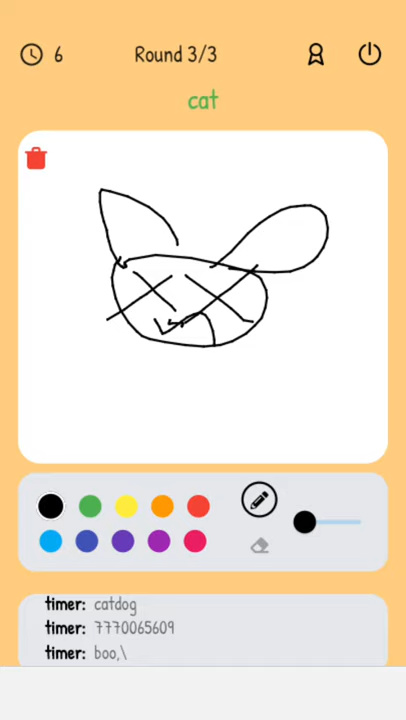 6 Round 3/3
cat
timer: catdog
timer: 7770065609
timer: boo,\